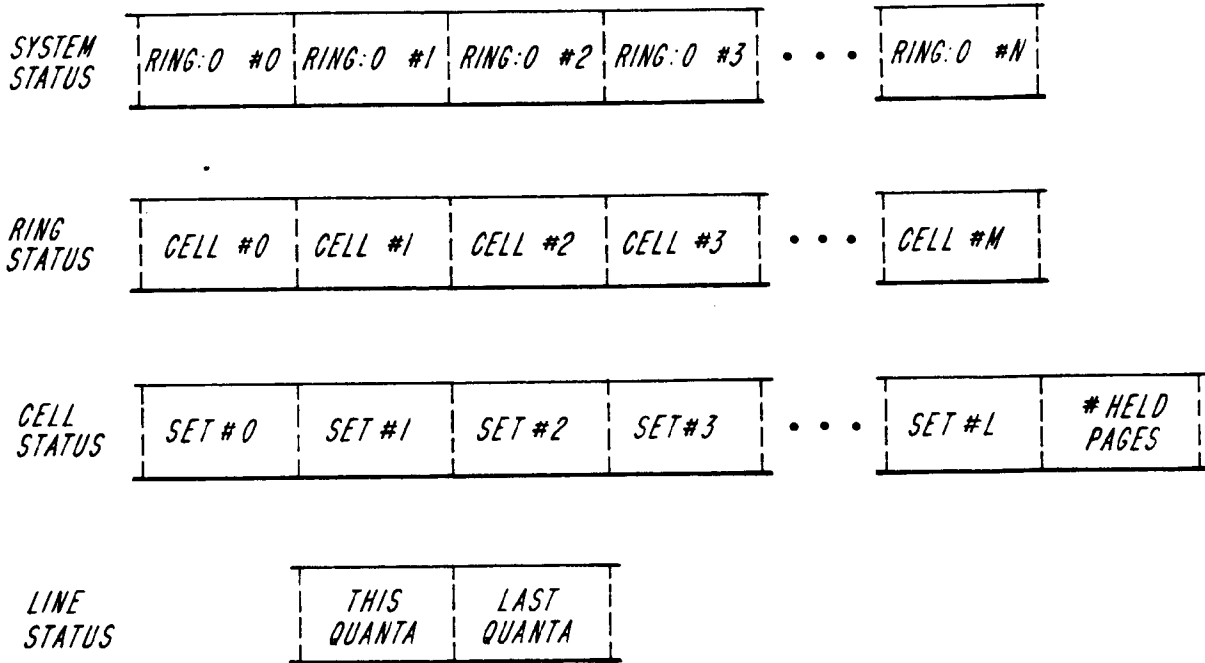 SYSTEM
STATUS
RING:0 #0 RING:0 #1 RING:0 #2 RING:0 #3 • • • RING:0 #N
RING
STATUS
CELL #0 CELL #1 CELL #2 CELL #3 • • • CELL #M
CELL
STATUS
SET #0 SET #1 SET #2 SET #3 • • • SET #L
# HELD
PAGES
LINE
STATUS
THIS
QUANTA
LAST
QUANTA